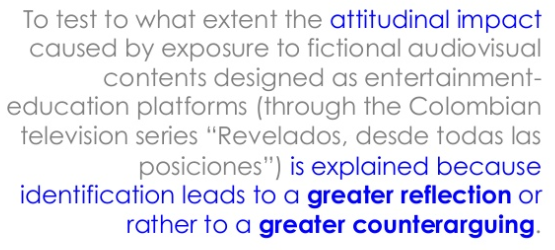 To test to what extent the attitudinal impact
caused by exposure to fictional audiovisual
contents designed as entertainment-
education platforms (through the Colombian
television series “Revelados, desde todas las
posiciones”) is explained because
identification leads to a greater reflection or
rather to a greater counterarguing.